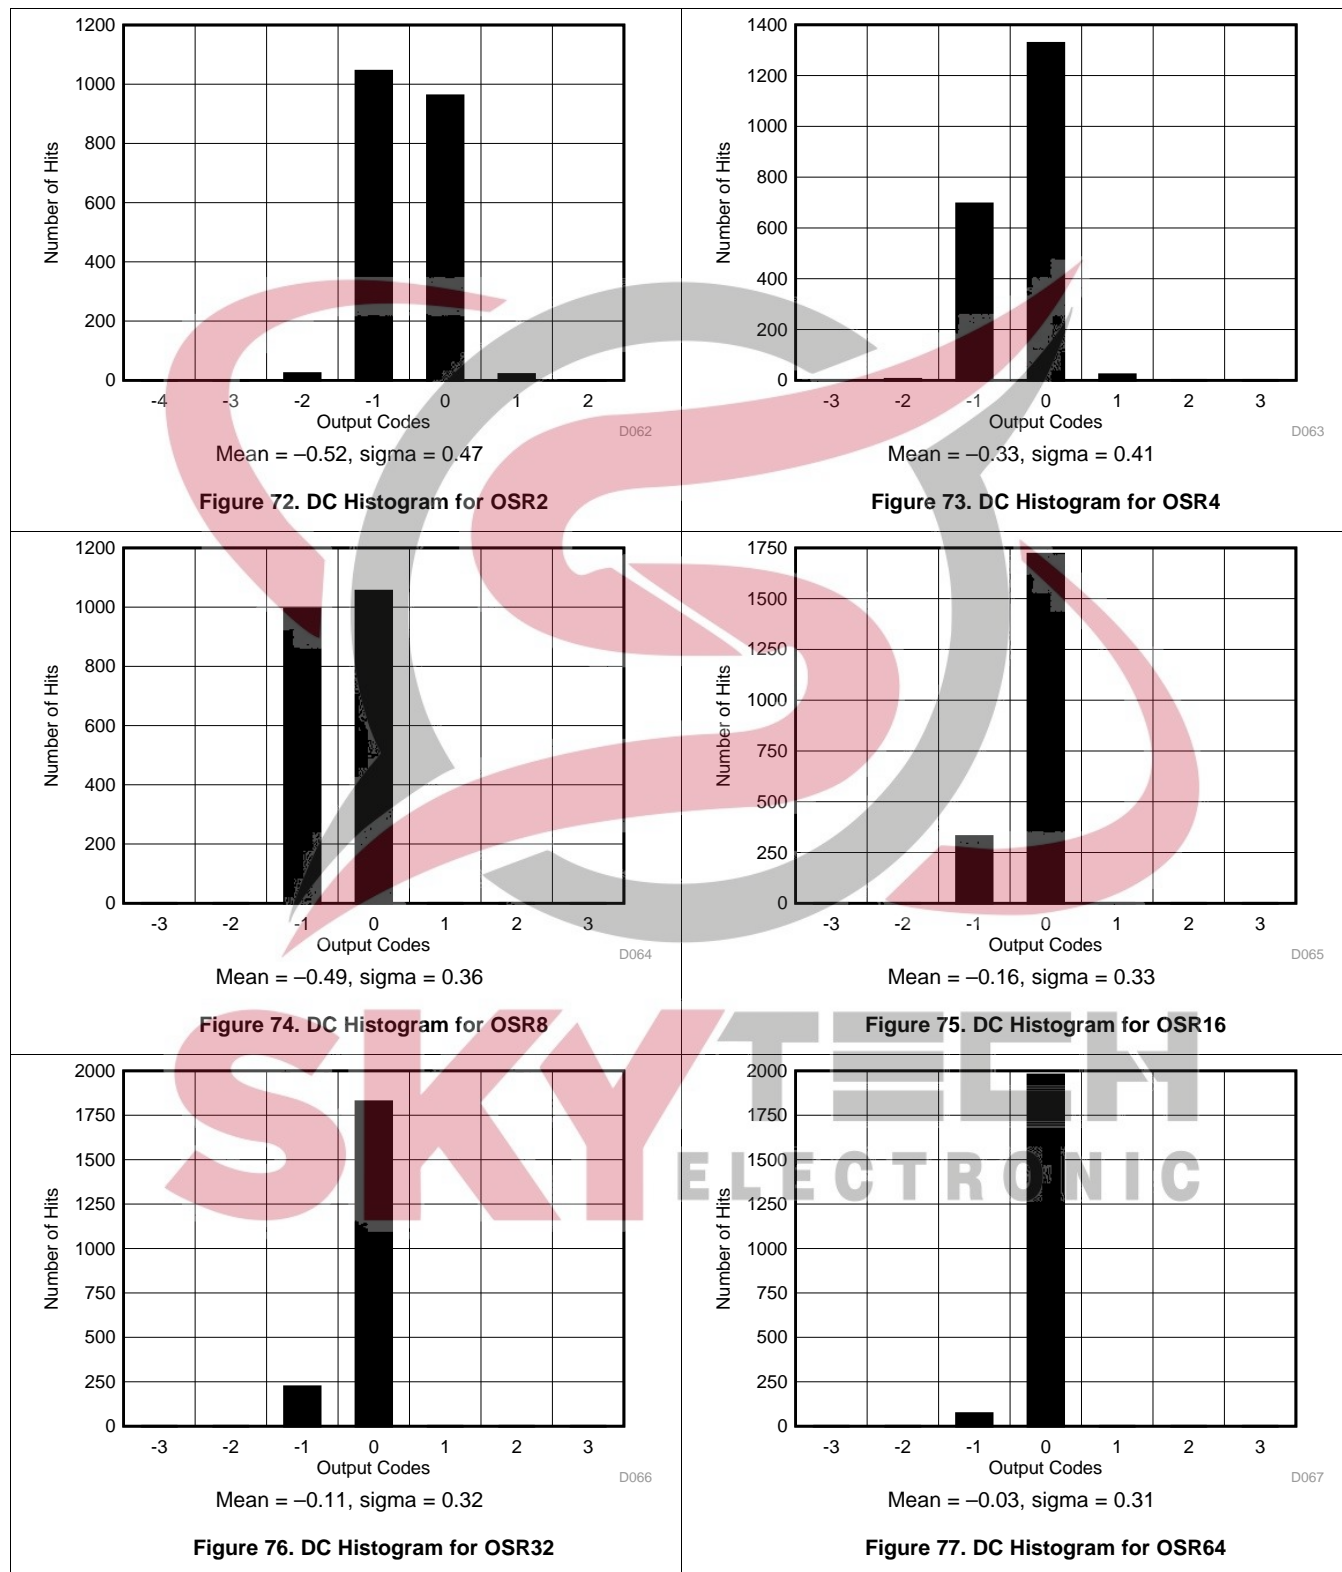 1200
1000
800
600
400
200
0
Number of Hits
-4 -3 -2 -1 0 1 2
Output Codes
D062
Mean = –0.52, sigma = 0.47
Figure 72. DC Histogram for OSR2
1400
1200
1000
800
600
400
200
0
Number of Hits
-3 -2 -1 0 1 2 3
Output Codes
D063
Mean = –0.33, sigma = 0.41
Figure 73. DC Histogram for OSR4
1200
1000
800
600
400
200
0
Number of Hits
-3 -2 -1 0 1 2 3
Output Codes
D064
Mean = –0.49, sigma = 0.36
Figure 74. DC Histogram for OSR8
1750
1500
1250
1000
750
500
250
0
Number of Hits
-3 -2 -1 0 1 2 3
Output Codes
D065
Mean = –0.16, sigma = 0.33
Figure 75. DC Histogram for OSR16
2000
1750
1500
1250
1000
750
500
250
0
Number of Hits
-3 -2 -1 0 1 2 3
Output Codes
D066
Mean = –0.11, sigma = 0.32
Figure 76. DC Histogram for OSR32
2000
1750
1500
1250
1000
750
500
250
0
Number of Hits
-3 -2 -1 0 1 2 3
Output Codes
D067
Mean = –0.03, sigma = 0.31
Figure 77. DC Histogram for OSR64
SKYTECH
ELECTRONIC